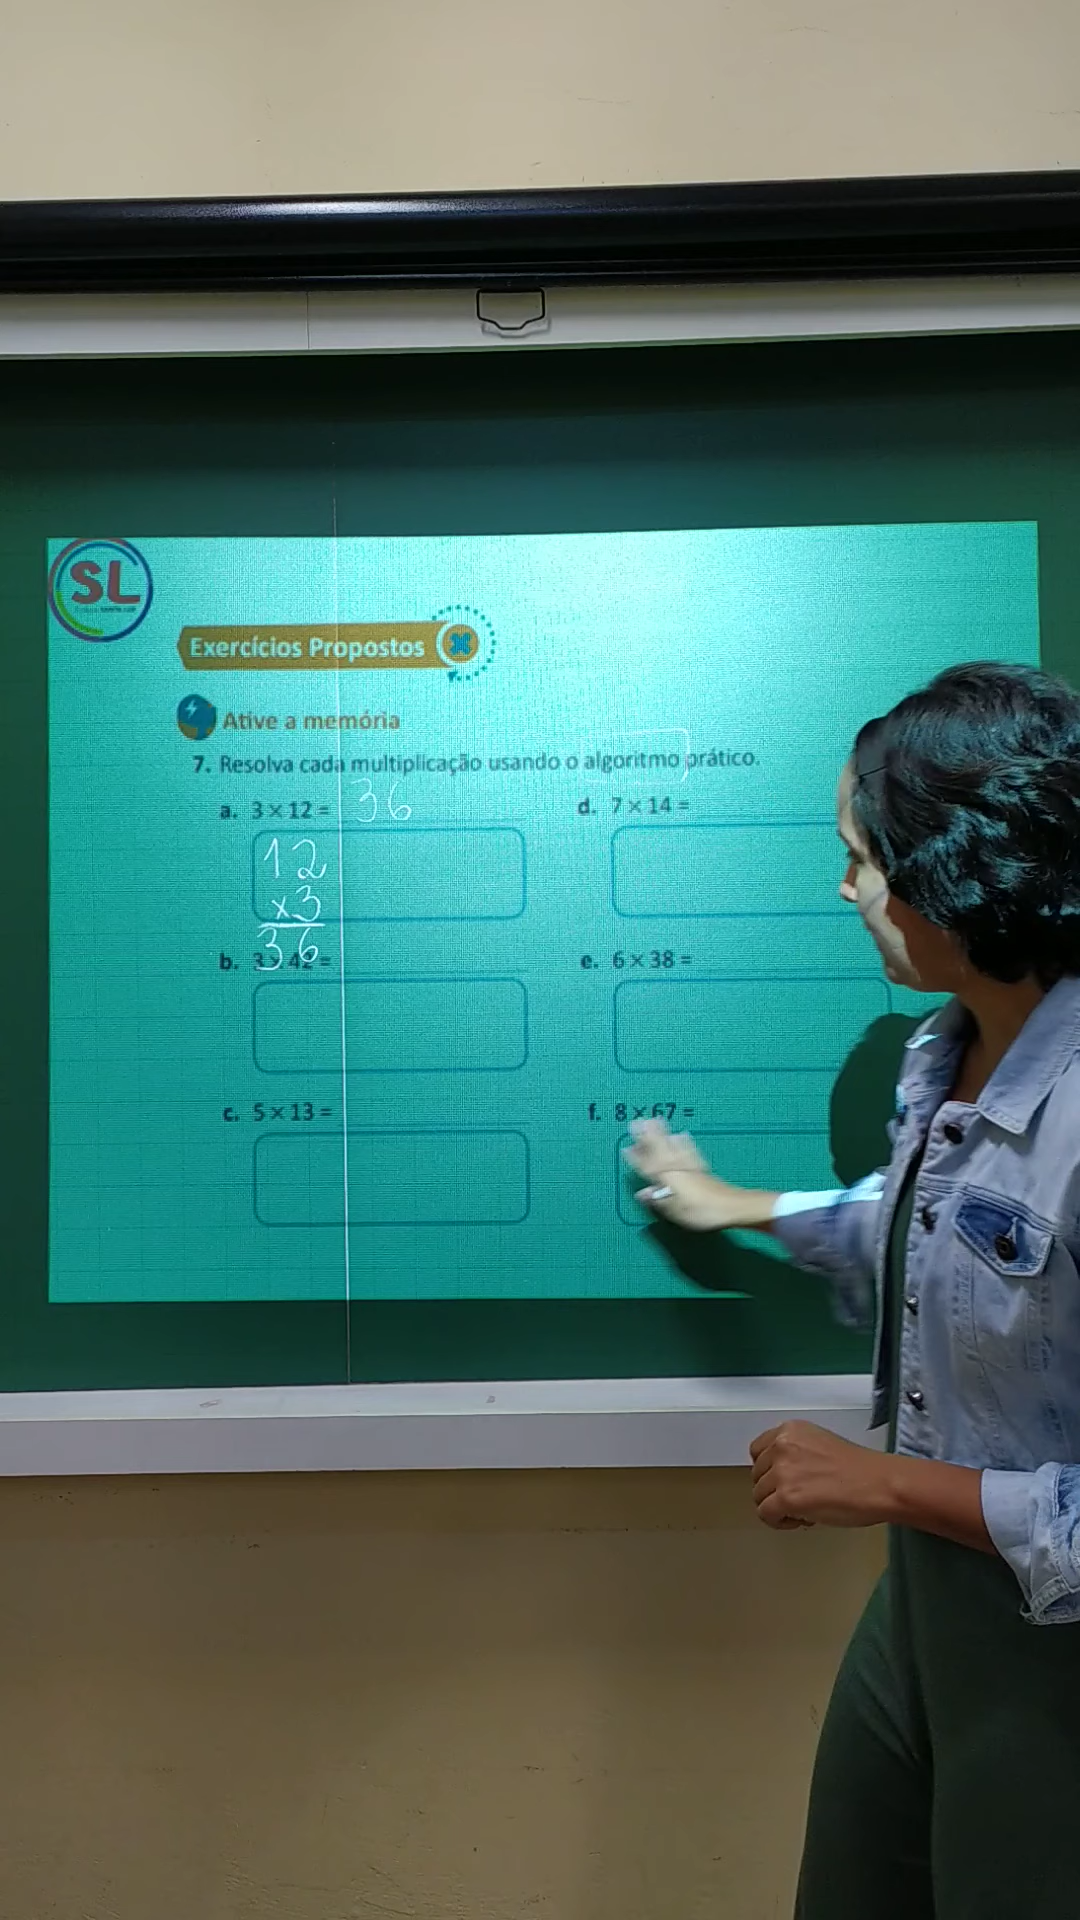 SL
Exercícios Propostos
Ative a memória
7. Resolva cada multiplicação usando o algoritmo prático.
a. 3 × 12 = 36
12
×3
36
b. 3 × 42 =
c. 5 × 13 =
d. 7 × 14 =
e. 6 × 38 =
f. 8 × 67 =